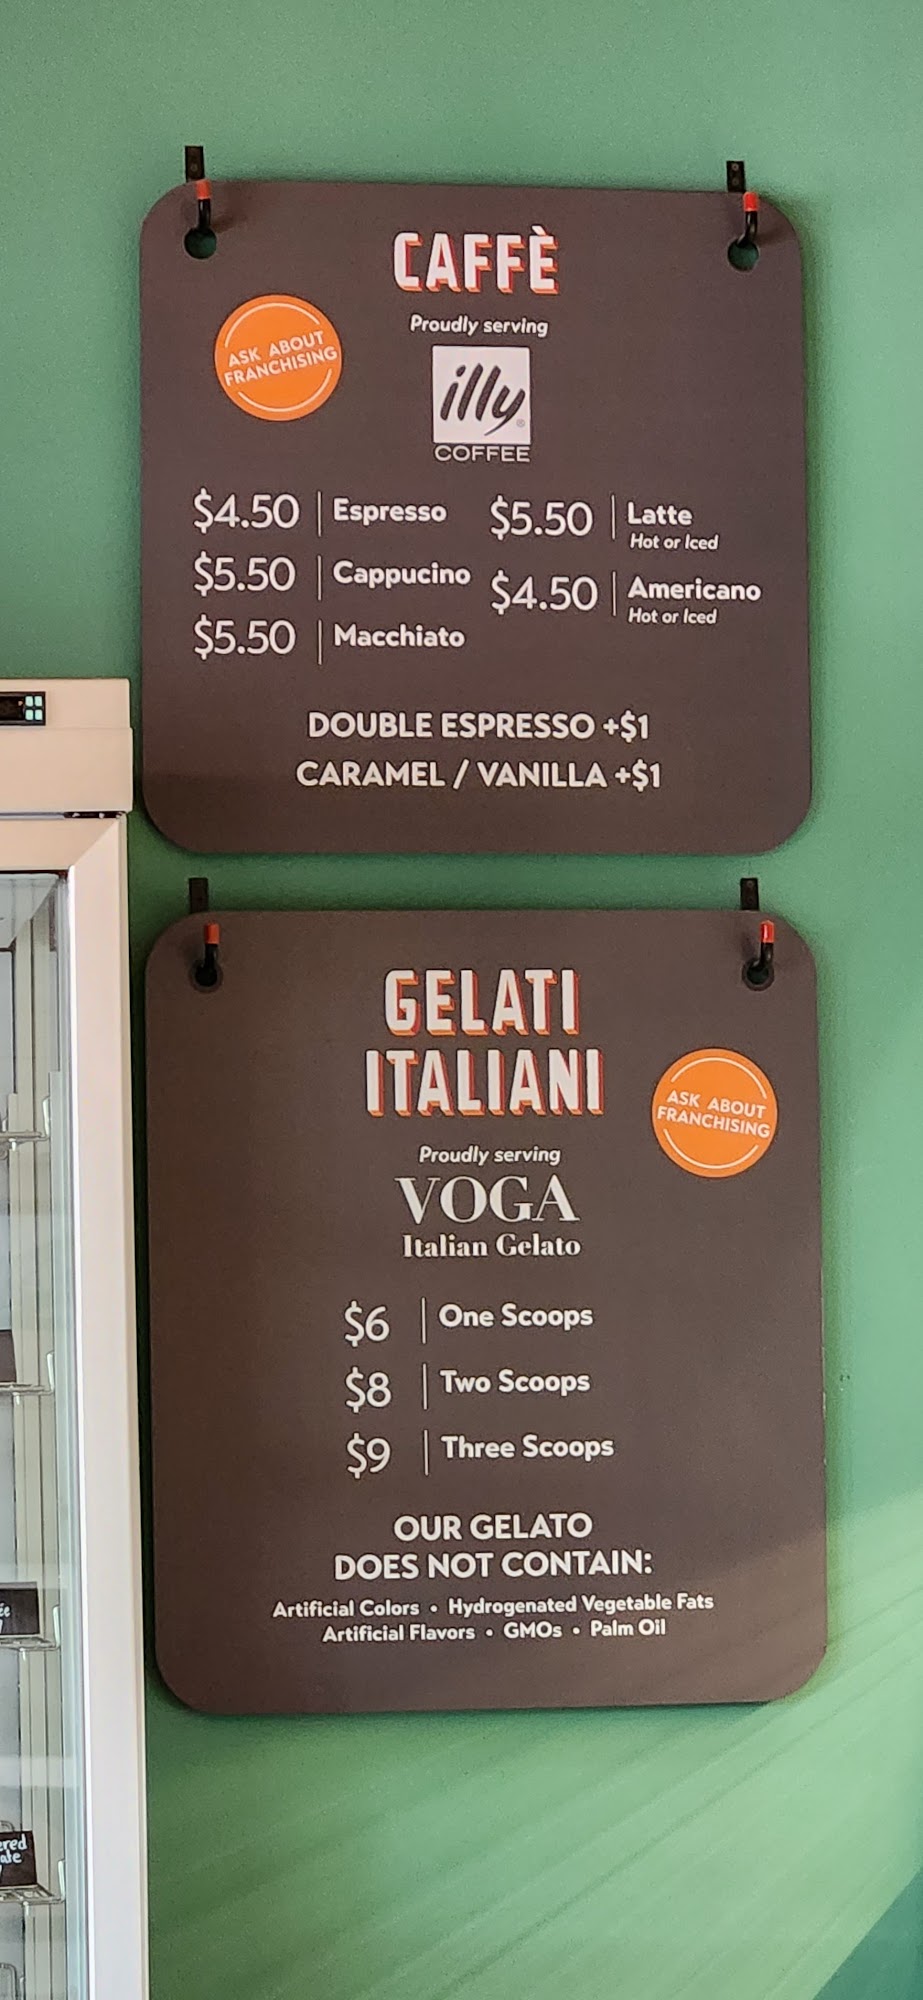 CAFFÈ
Proudly serving
ASK ABOUT
FRANCHISING
illy
COFFEE
$4.50 | Espresso
$5.50 | Cappucino
$5.50 | Macchiato
$5.50 | Latte
Hot or Iced
$4.50 | Americano
Hot or Iced
DOUBLE ESPRESSO +$1
CARAMEL / VANILLA +$1
GELATI
ITALIANI
ASK ABOUT
FRANCHISING
Proudly serving
VOGA
Italian Gelato
$6 | One Scoops
$8 | Two Scoops
$9 | Three Scoops
OUR GELATO
DOES NOT CONTAIN:
Artificial Colors • Hydrogenated Vegetable Fats
Artificial Flavors • GMOs • Palm Oil